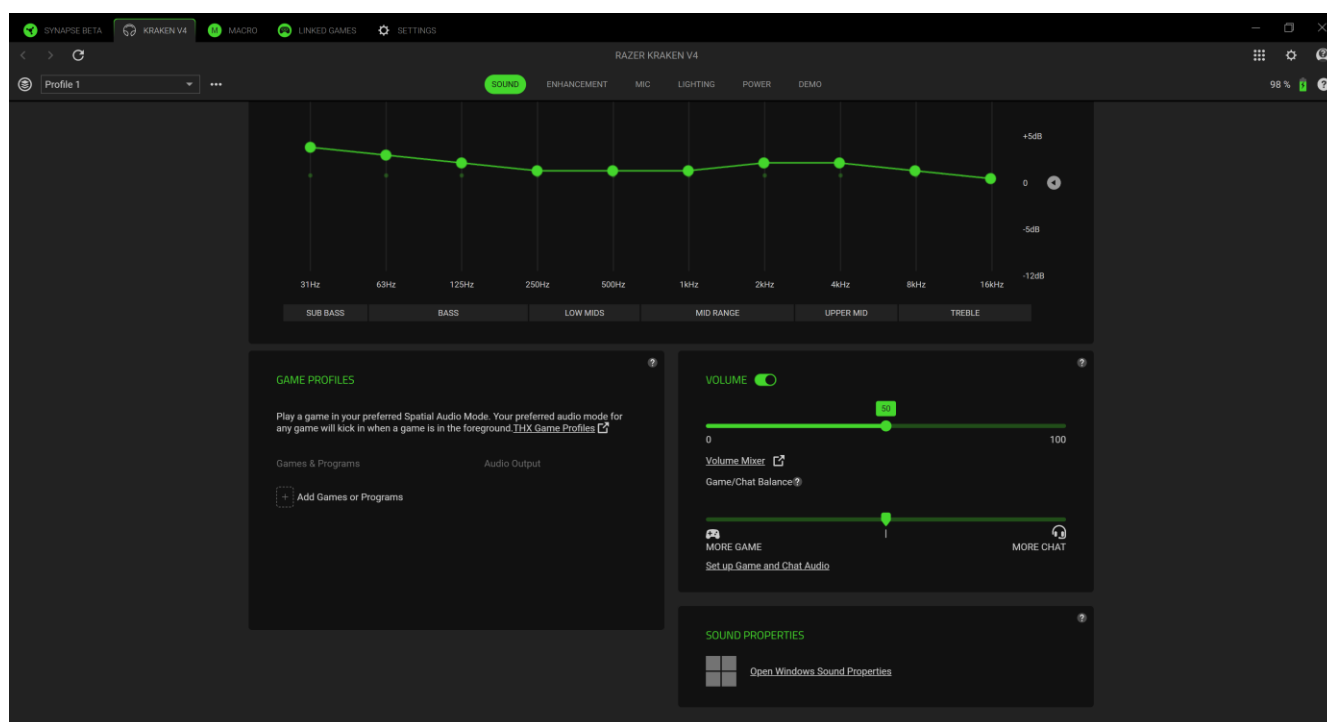 SYNAPSE BETA KRAKEN V4 M MACRO LINKED GAMES SETTINGS
RAZER KRAKEN V4
Profile 1 SOUND ENHANCEMENT MIC LIGHTING POWER DEMO 98 %
+5dB
0
-5dB
-12dB
31Hz 63Hz 125Hz 250Hz 500Hz 1kHz 2kHz 4kHz 8kHz 16kHz
SUB BASS BASS LOW MIDS MID RANGE UPPER MID TREBLE
GAME PROFILES
Play a game in your preferred Spatial Audio Mode. Your preferred audio mode for
any game will kick in when a game is in the foreground.THX Game Profiles
Games & Programs Audio Output
+ Add Games or Programs
VOLUME
50
0 100
Volume Mixer
Game/Chat Balance
MORE GAME MORE CHAT
Set up Game and Chat Audio
SOUND PROPERTIES
Open Windows Sound Properties